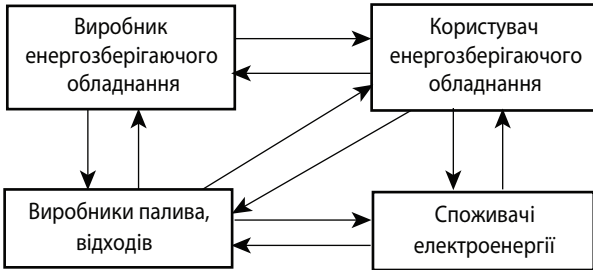 Виробник
енергозберігаючого
обладнання
Користувач
енергозберігаючого
обладнання
Виробники палива,
відходів
Споживачі
електроенергії